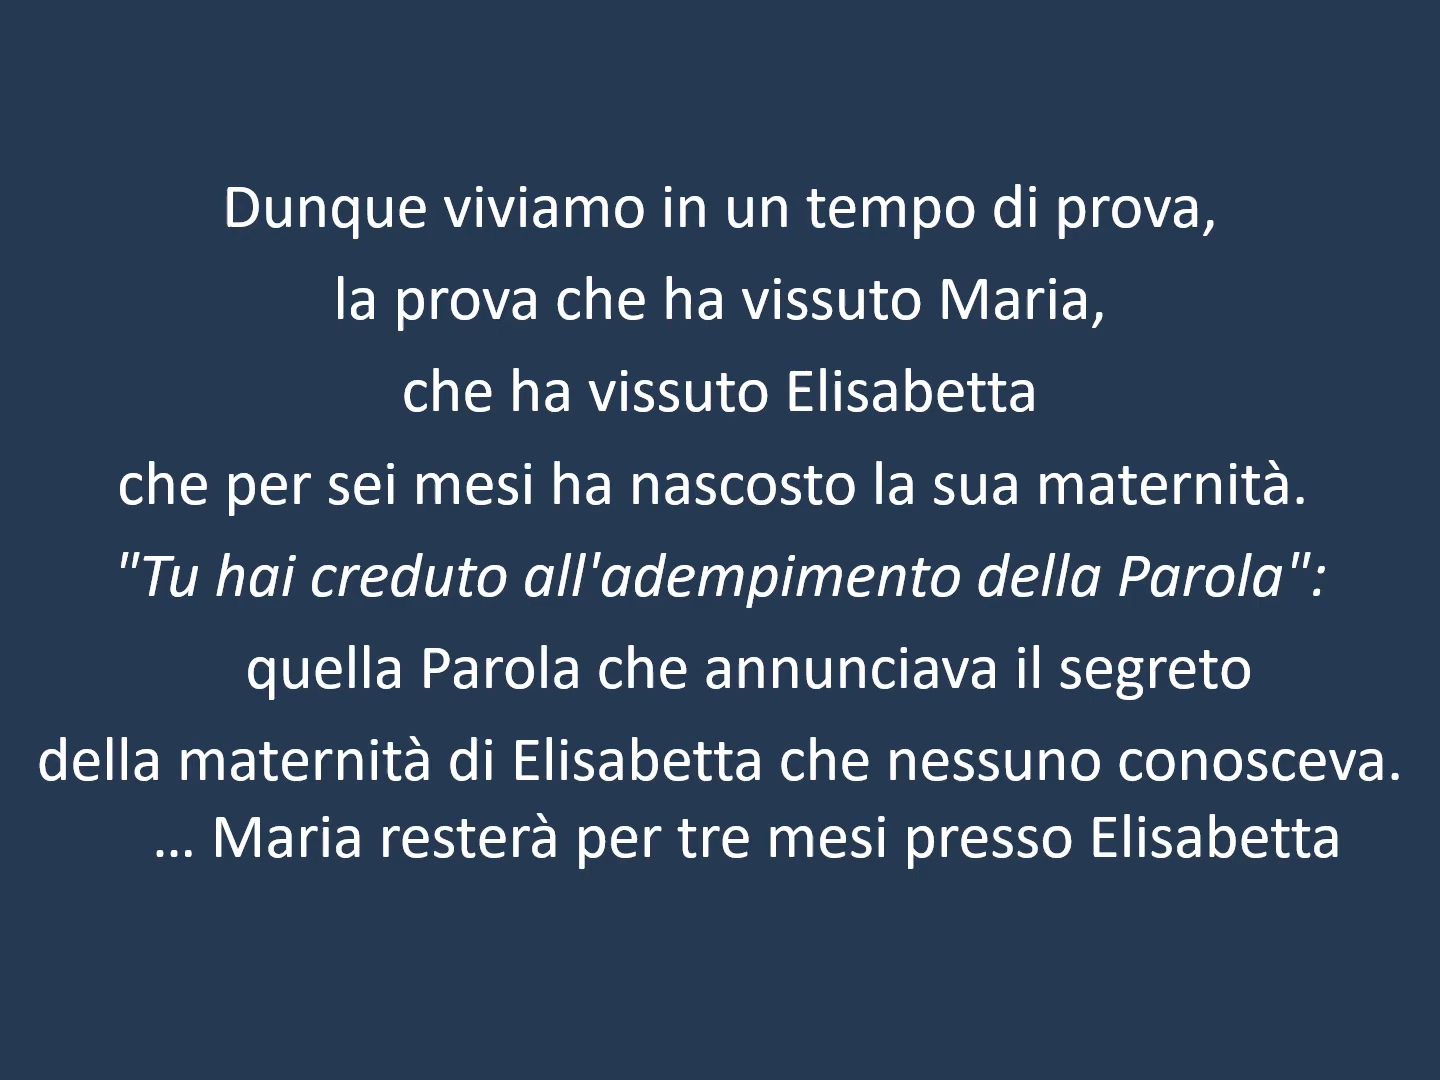 Dunque viviamo in un tempo di prova,
la prova che ha vissuto Maria,
che ha vissuto Elisabetta
che per sei mesi ha nascosto la sua maternità.
"Tu hai creduto all'adempimento della Parola":
quella Parola che annunciava il segreto
della maternità di Elisabetta che nessuno conosceva.
... Maria resterà per tre mesi presso Elisabetta